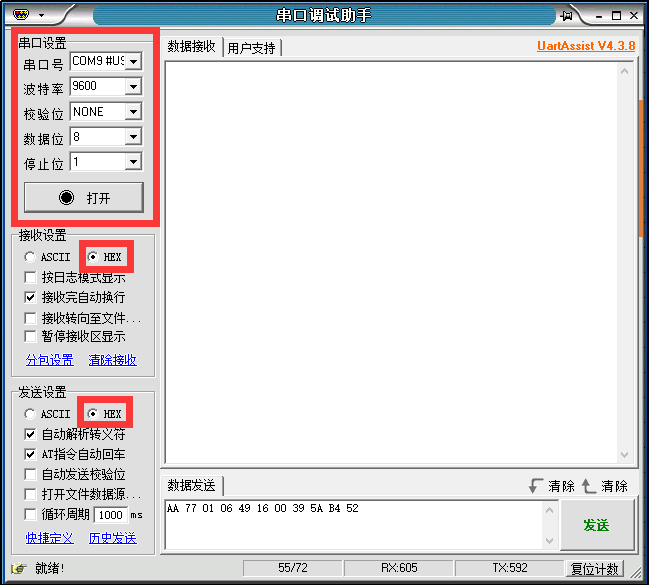 串口调试助手
串口设置
串口号 COM9 #US
波特率 9600
校验位 NONE
数据位 8
停止位 1
打开
接收设置
ASCII HEX
按日志模式显示
接收完自动换行
接收转向至文件...
暂停接收区显示
分包设置 清除接收
发送设置
ASCII HEX
自动解析转义符
AT指令自动回车
自动发送校验位
打开文件数据源...
循环周期 1000 ms
快捷定义 历史发送
数据接收 用户支持 UartAssist V4.3.8
数据发送 清除 清除
AA 77 01 06 49 16 00 39 5A B4 52
发送
就绪! 55/72 RX:605 TX:592 复位计数